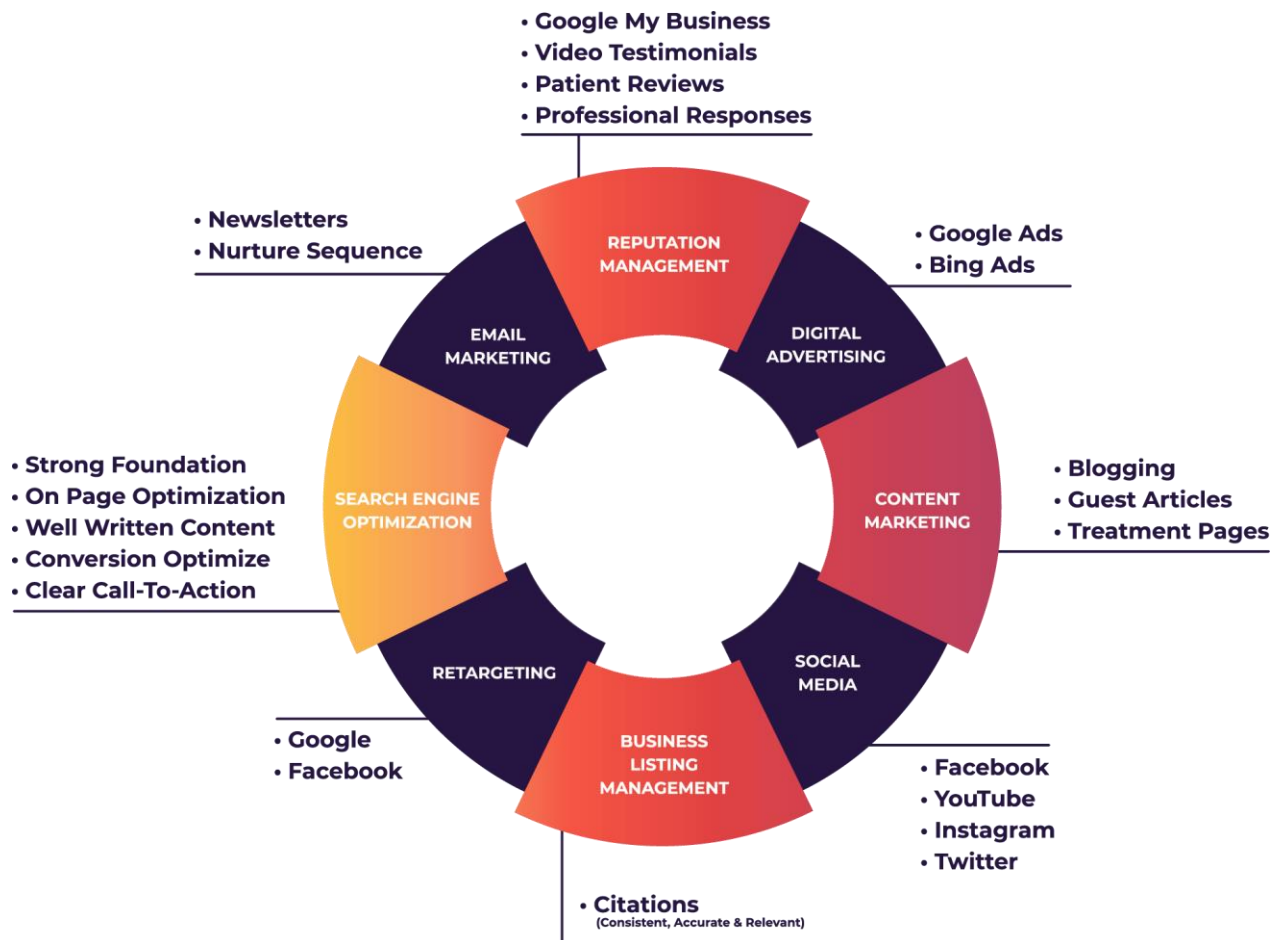 • Google My Business
• Video Testimonials
• Patient Reviews
• Professional Responses
• Newsletters
• Nurture Sequence
• Google Ads
• Bing Ads
REPUTATION
MANAGEMENT
EMAIL
MARKETING
DIGITAL
ADVERTISING
• Strong Foundation
• On Page Optimization
• Well Written Content
• Conversion Optimize
• Clear Call-To-Action
SEARCH ENGINE
OPTIMIZATION
CONTENT
MARKETING
• Blogging
• Guest Articles
• Treatment Pages
RETARGETING
SOCIAL
MEDIA
• Google
• Facebook
BUSINESS
LISTING
MANAGEMENT
• Facebook
• YouTube
• Instagram
• Twitter
• Citations
(Consistent, Accurate & Relevant)